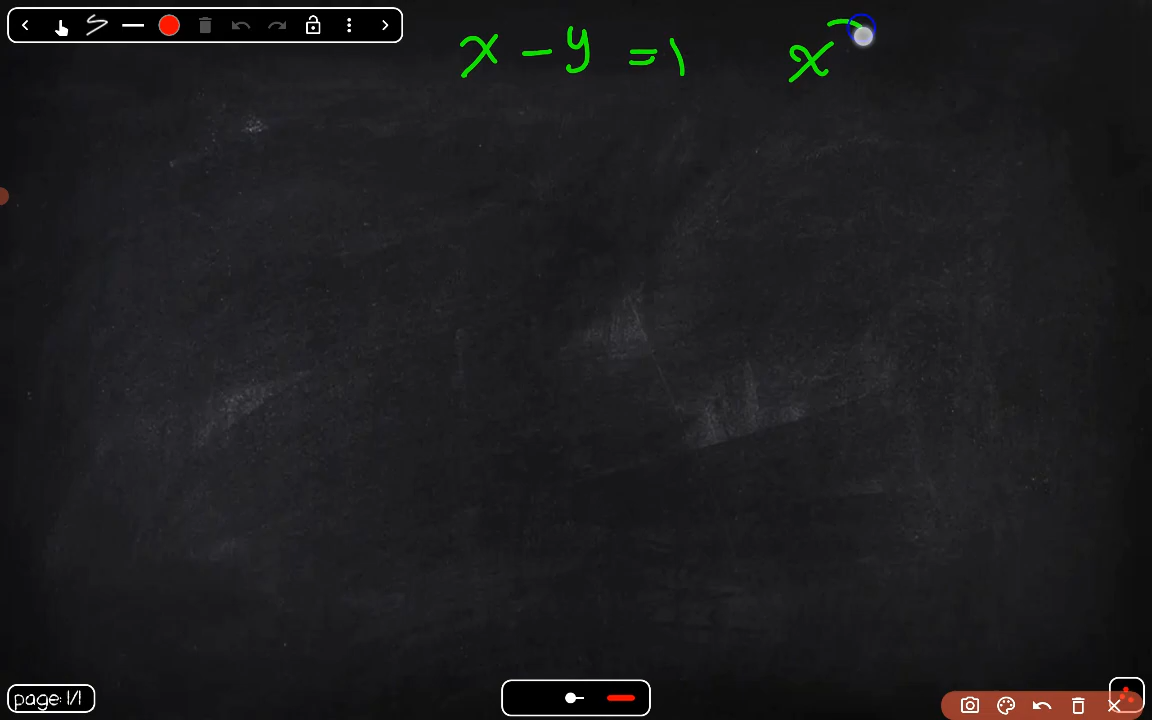 x - y = 1 x
page: 1/1